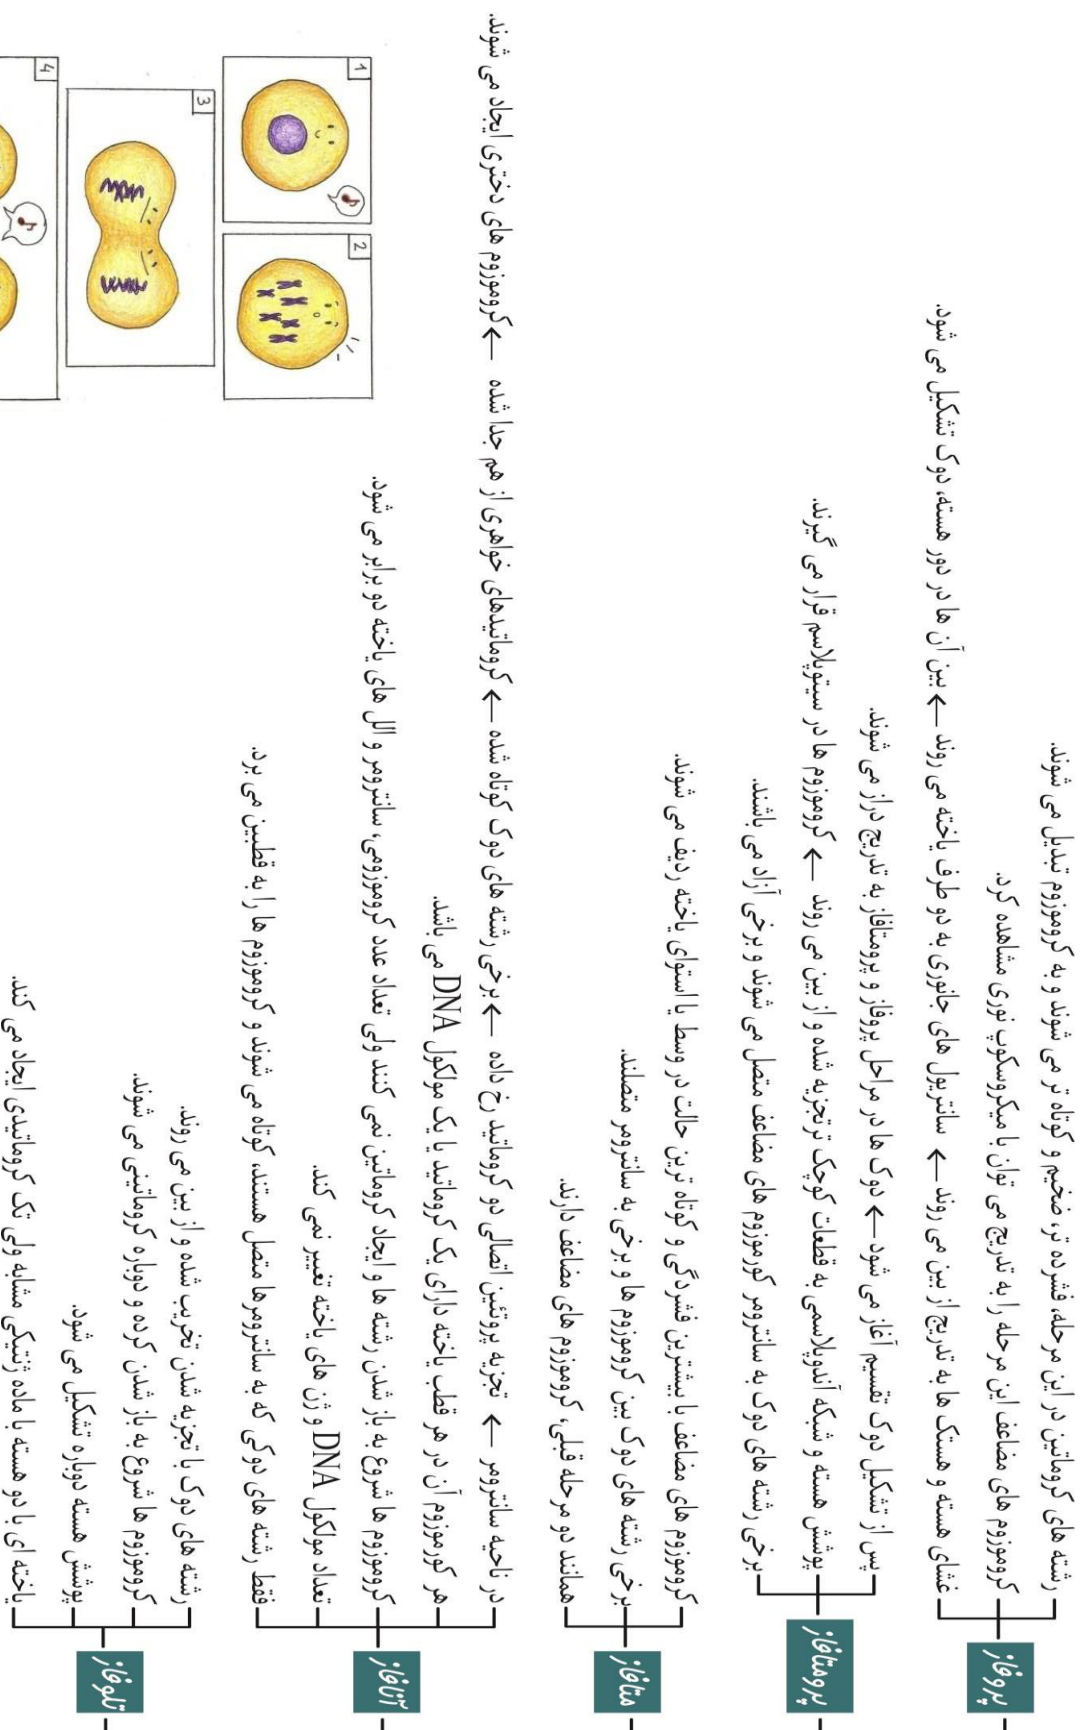 پروفاز
رشته های کروماتین در این مرحله، فشرده تر، ضخیم و کوتاه تر می شوند و به کروموزوم تبدیل می شوند.
کروموزوم های مضاعف این مرحله را به تدریج می توان با میکروسکوپ نوری مشاهده کرد.
غشای هسته و هستک ها به تدریج از بین می روند ← سانتریول های جانوری به دو طرف یاخته می روند ← بین آن ها در دور هسته، دوک تشکیل می شود.
پرومتافاز
پس از تشکیل دوک تقسیم آغاز می شود ← دوک ها در مراحل پروفاز و پرومتافاز به تدریج دراز می شوند.
پوشش هسته و شبکه آندوپلاسمی به قطعات کوچک تر تجزیه شده و از بین می روند ← کروموزوم ها در سیتوپلاسم قرار می گیرند.
برخی رشته های دوک به سانترومر کورموزوم های مضاعف متصل می شوند و برخی آزاد می باشند.
متافاز
کروموزوم های مضاعف با بیشترین فشردگی و کوتاه ترین حالت در وسط یا استوای یاخته ردیف می شوند.
برخی رشته های دوک بین کروموزوم ها و برخی به سانترومر متصلند.
همانند دو مرحله قبلی، کروموزوم های مضاعف دارند.
آنافاز
در ناحیه سانترومر ← تجزیه پروتئین اتصالی دو کروماتید رخ داده ← برخی رشته های دوک کوتاه شده ← کروماتیدهای خواهری از هم جدا شده ← کروموزوم های دختری ایجاد می شوند.
هر کورموزوم آن در هر قطب یاخته دارای یک کروماتید یا یک مولکول DNA می باشد.
کروموزوم ها شروع به باز شدن رشته ها و ایجاد کروماتین نمی کنند ولی تعداد عدد کروموزومی، سانترومر و الل های یاخته دو برابر می شود.
تعداد مولکول DNA و ژن های یاخته تغییر نمی کند.
فقط رشته های دوکی که به سانترومرها متصل هستند، کوتاه می شوند و کروموزوم ها را به قطبین می برد.
تلوفاز
رشته های دوک با تجزیه شدن تخریب شده و از بین می روند.
کروموزوم ها شروع به باز شدن کرده و دوباره کروماتینی می شوند.
پوشش هسته دوباره تشکیل می شود.
یاخته ای با دو هسته با ماده ژنتیکی مشابه ولی تک کروماتیدی ایجاد می کند.
1
2
3
4